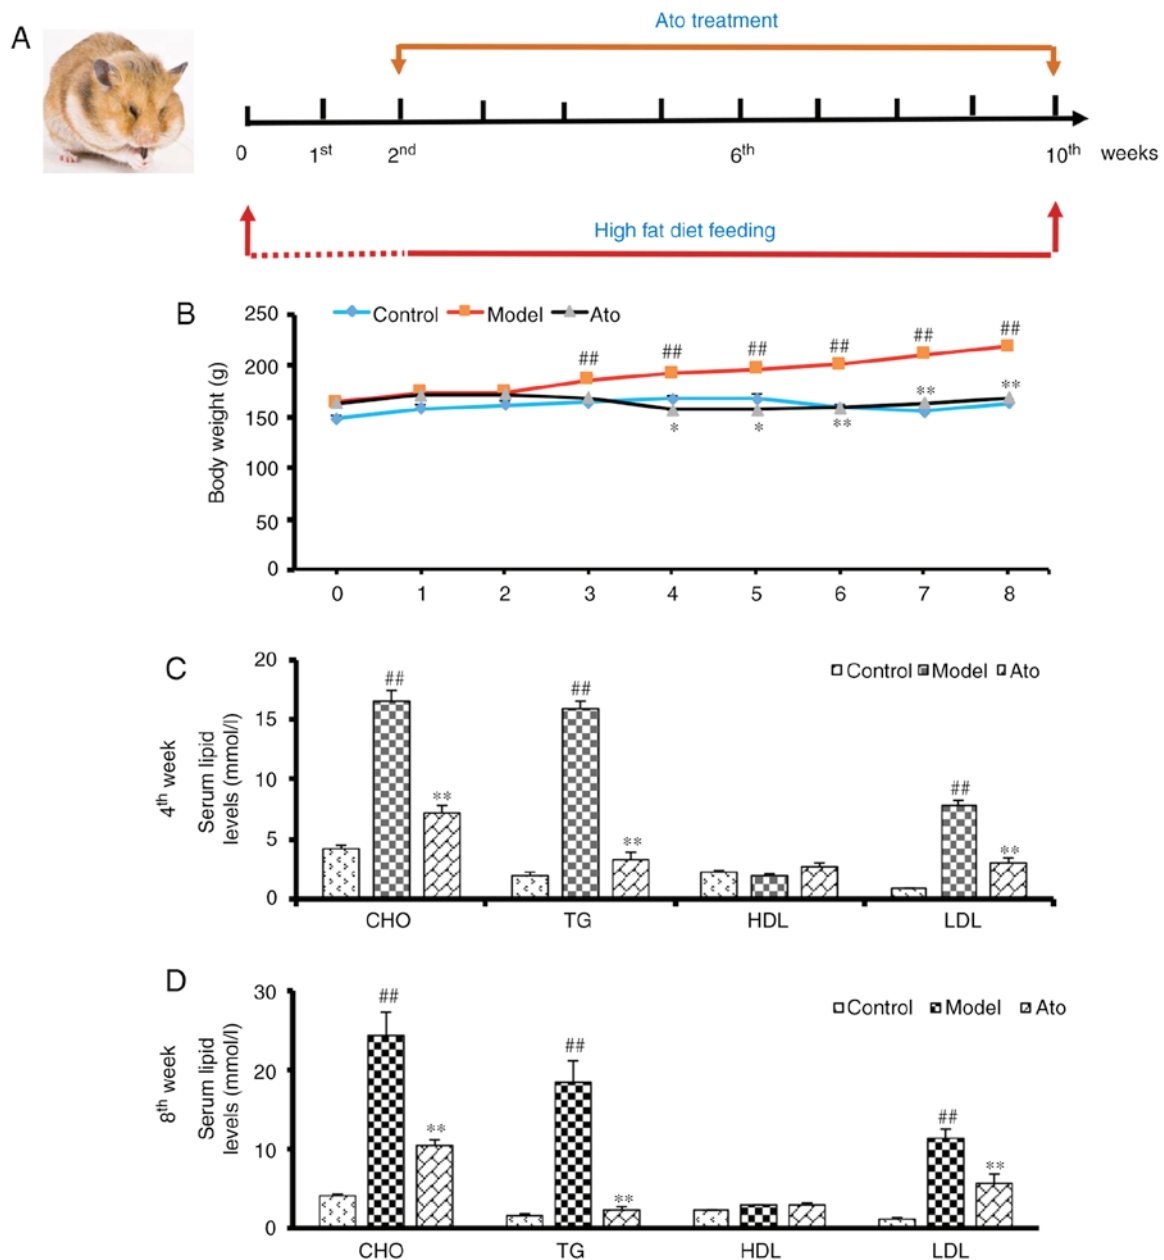 A
Ato treatment
0 1st 2nd 6th 10th weeks
High fat diet feeding
B
Control Model Ato
Body weight (g)
250
200
150
100
50
0
## ## ## ## ## ##
* * ** ** **
0 1 2 3 4 5 6 7 8
C
Control Model Ato
4th week
Serum lipid
levels (mmol/l)
20
15
10
5
0
## ** ## ** ## **
CHO TG HDL LDL
D
Control Model Ato
8th week
Serum lipid
levels (mmol/l)
30
20
10
0
## ** ## ** ## **
CHO TG HDL LDL